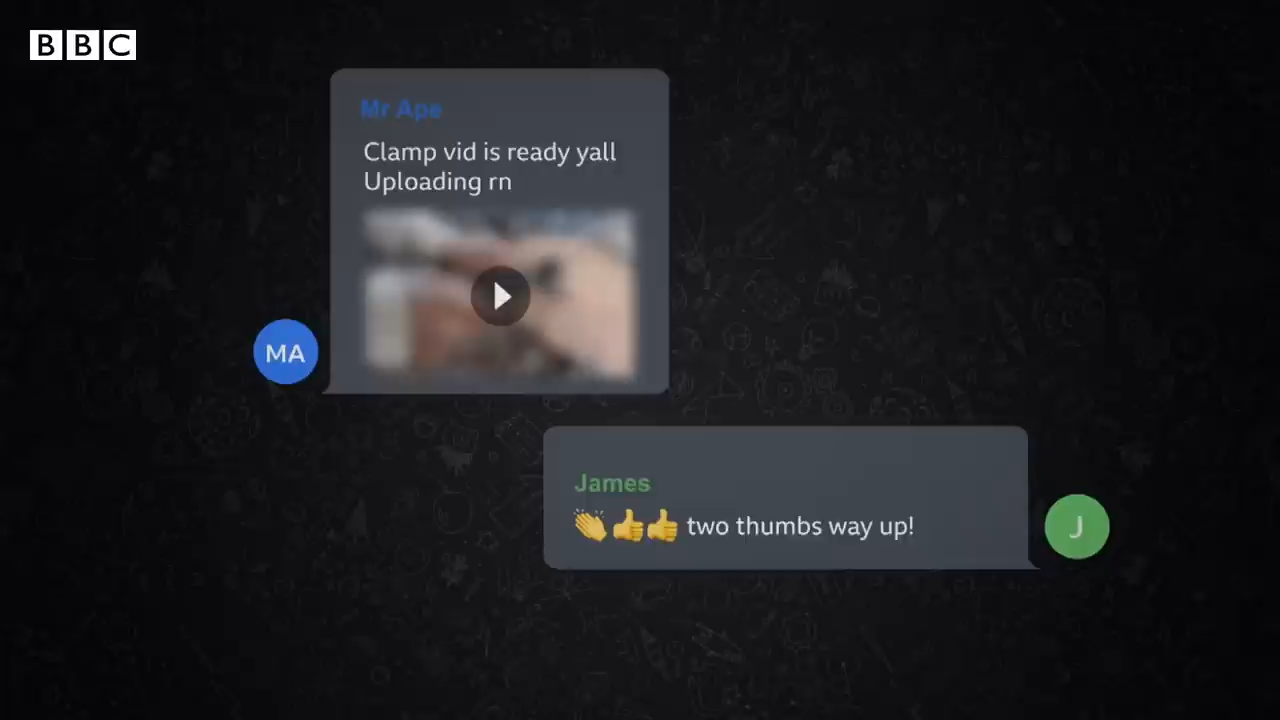 BBC
Mr Ape
Clamp vid is ready yall
Uploading rn
MA
James
👏👍👍 two thumbs way up!
J